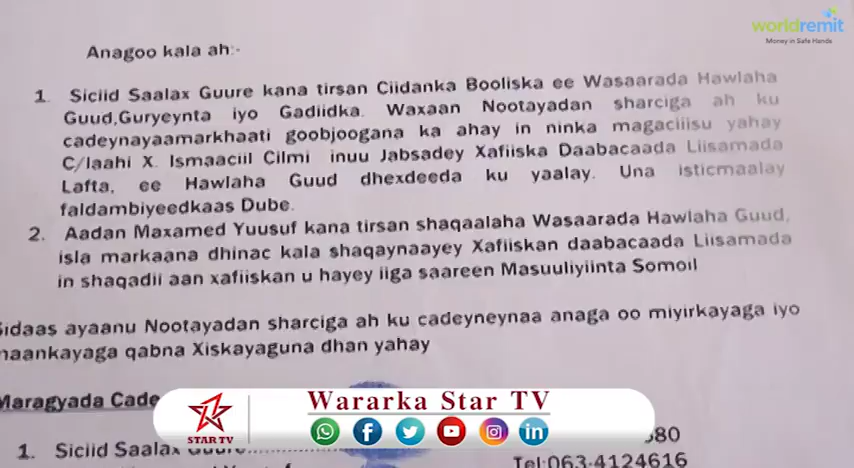 worldremit
Money in Safe Hands
Anagoo kala ah:-
1. Siciid Saalax Guure kana tirsan Ciidanka Booliska ee Wasaarada Hawlaha
Guud,Guryeynta iyo Gadiidka. Waxaan Nootayadan sharciga ah ku
cadeynayaamarkhaati goobjoogana ka ahay in ninka magaciiisu yahay
C/laahi X. Ismaaciil Cilmi inuu Jabsadey Xafiiska Daabacaada Liisamada
Lafta, ee Hawlaha Guud dhexdeeda ku yaalay. Una isticmaalay
faldambiyeedkaas Dube.
2. Aadan Maxamed Yuusuf kana tirsan shaqaalaha Wasaarada Hawlaha Guud,
isla markaana dhinac kala shaqaynaayey Xafiiskan daabacaada Liisamada
in shaqadii aan xafiiskan u hayey iiga saareen Masuuliyiinta Somoil
Sidaas ayaanu Nootayadan sharciga ah ku cadeyneynaa anaga oo miyirkayaga iyo
maankayaga qabna Xiskayaguna dhan yahay
Maragyada Cade
STAR TV
Wararka Star TV
1. Siciid Saalax Guure
580
Tel:063-4124616